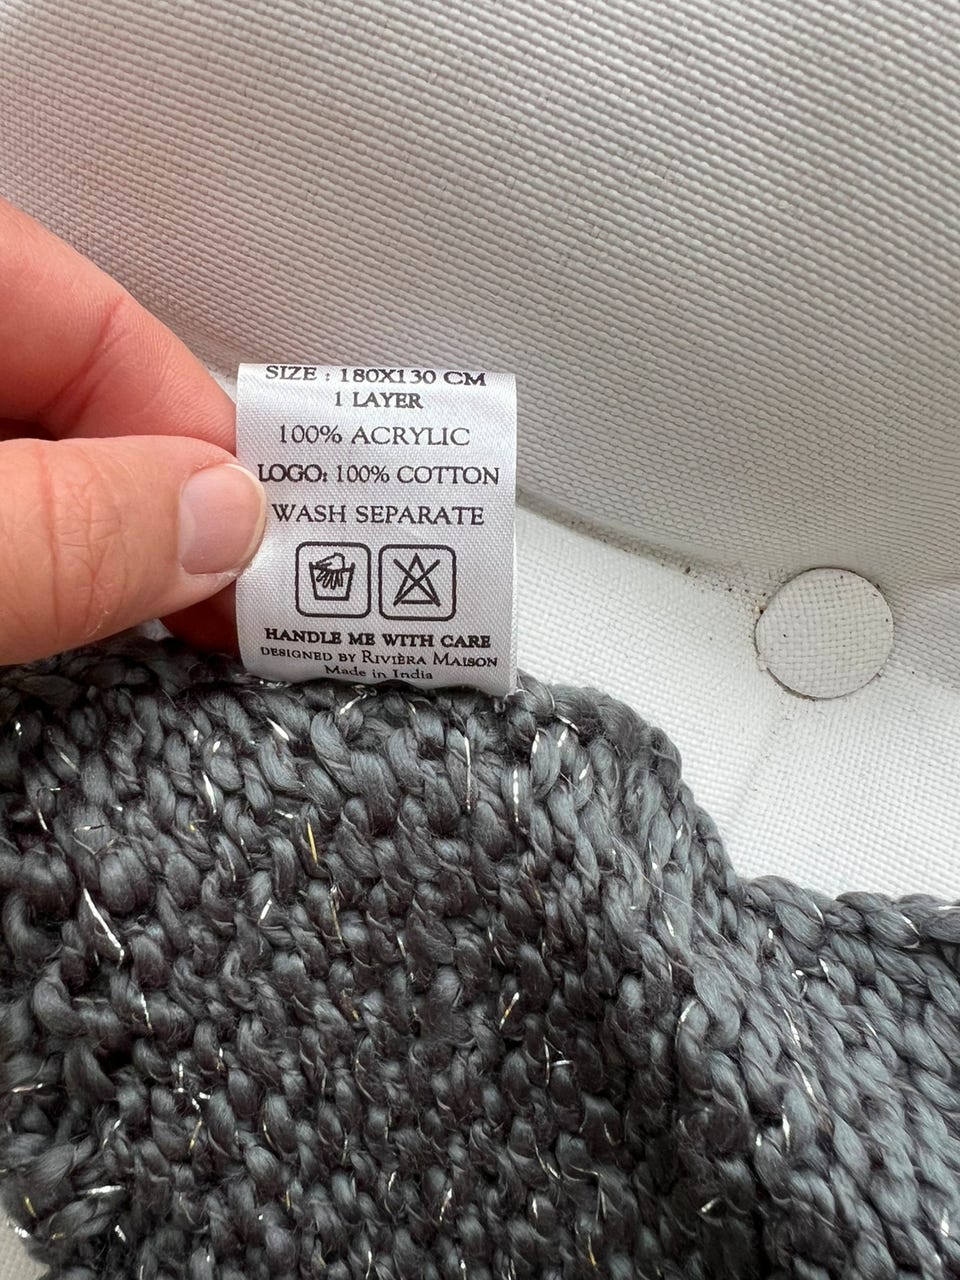 SIZE : 180X130 CM
1 LAYER
100% ACRYLIC
LOGO: 100% COTTON
WASH SEPARATE
HANDLE ME WITH CARE
DESIGNED BY RIVIÈRA MAISON
Made in India